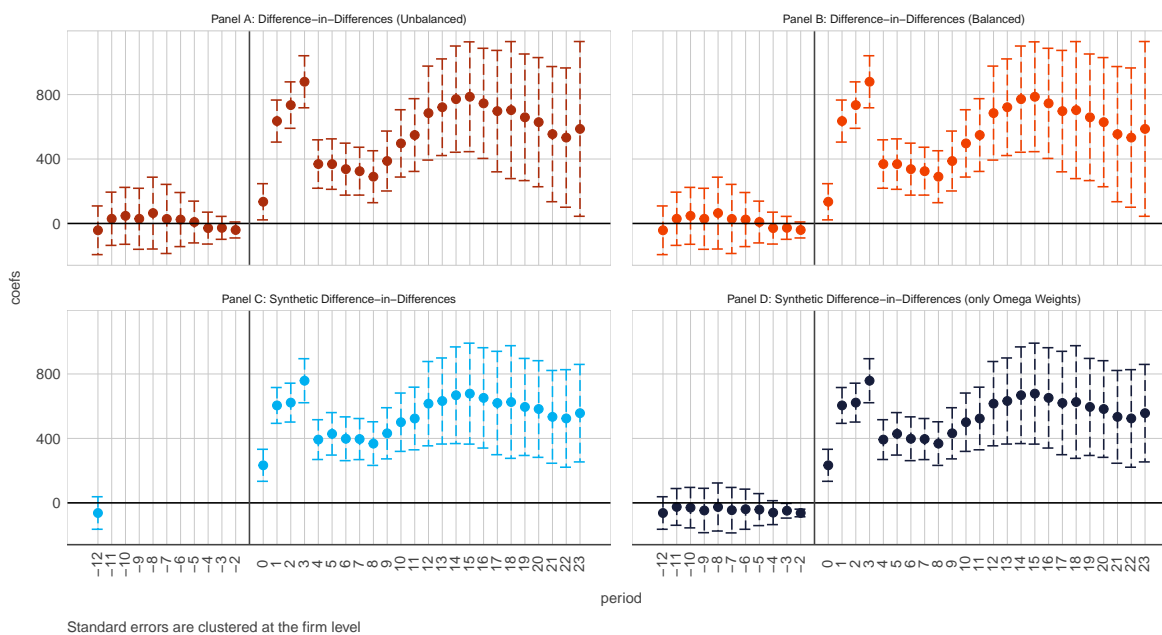 Panel A: Difference−in−Differences (Unbalanced)
Panel B: Difference−in−Differences (Balanced)
800
400
0
Panel C: Synthetic Difference−in−Differences
Panel D: Synthetic Difference−in−Differences (only Omega Weights)
800
400
0
coefs
−12 −11 −10 −9 −8 −7 −6 −5 −4 −3 −2 0 1 2 3 4 5 6 7 8 9 10 11 12 13 14 15 16 17 18 19 20 21 22 23
−12 −11 −10 −9 −8 −7 −6 −5 −4 −3 −2 0 1 2 3 4 5 6 7 8 9 10 11 12 13 14 15 16 17 18 19 20 21 22 23
period
Standard errors are clustered at the firm level